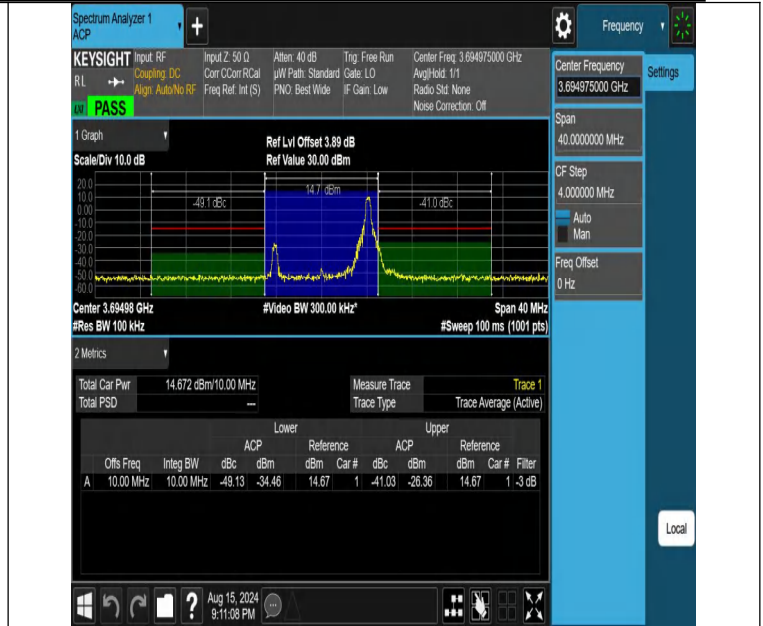 Spectrum Analyzer 1
ACP
+
Frequency
KEYSIGHT Input: RF Input Z: 50 Ω Atten: 40 dB Trig: Free Run Center Freq: 3.694975000 GHz
RL Coupling: DC Corr CCorr RCal µW Path: Standard Gate: LO Avg|Hold: 1/1
Align: Auto/No RF Freq Ref: Int (S) PNO: Best Wide IF Gain: Low Radio Std: None
PASS Noise Correction: Off
Center Frequency
3.694975000 GHz
Settings
Span
40.0000000 MHz
CF Step
4.000000 MHz
Auto
Man
Freq Offset
0 Hz
1 Graph
Ref Lvl Offset 3.89 dB
Scale/Div 10.0 dB Ref Value 30.00 dBm
20.0
10.0
0.00
-10.0
-20.0
-30.0
-40.0
-50.0
-60.0
-49.1 dBc 14.7 dBm -41.0 dBc
Center 3.69498 GHz #Video BW 300.00 kHz* Span 40 MHz
#Res BW 100 kHz #Sweep 100 ms (1001 pts)
2 Metrics
Total Car Pwr 14.672 dBm/10.00 MHz Measure Trace Trace 1
Total PSD --- Trace Type Trace Average (Active)
Lower Upper
ACP Reference ACP Reference
Offs Freq Integ BW dBc dBm dBm Car # dBc dBm dBm Car # Filter
A 10.00 MHz 10.00 MHz -49.13 -34.46 14.67 1 -41.03 -26.36 14.67 1 -3 dB
Local
?
Aug 15, 2024
9:11:08 PM